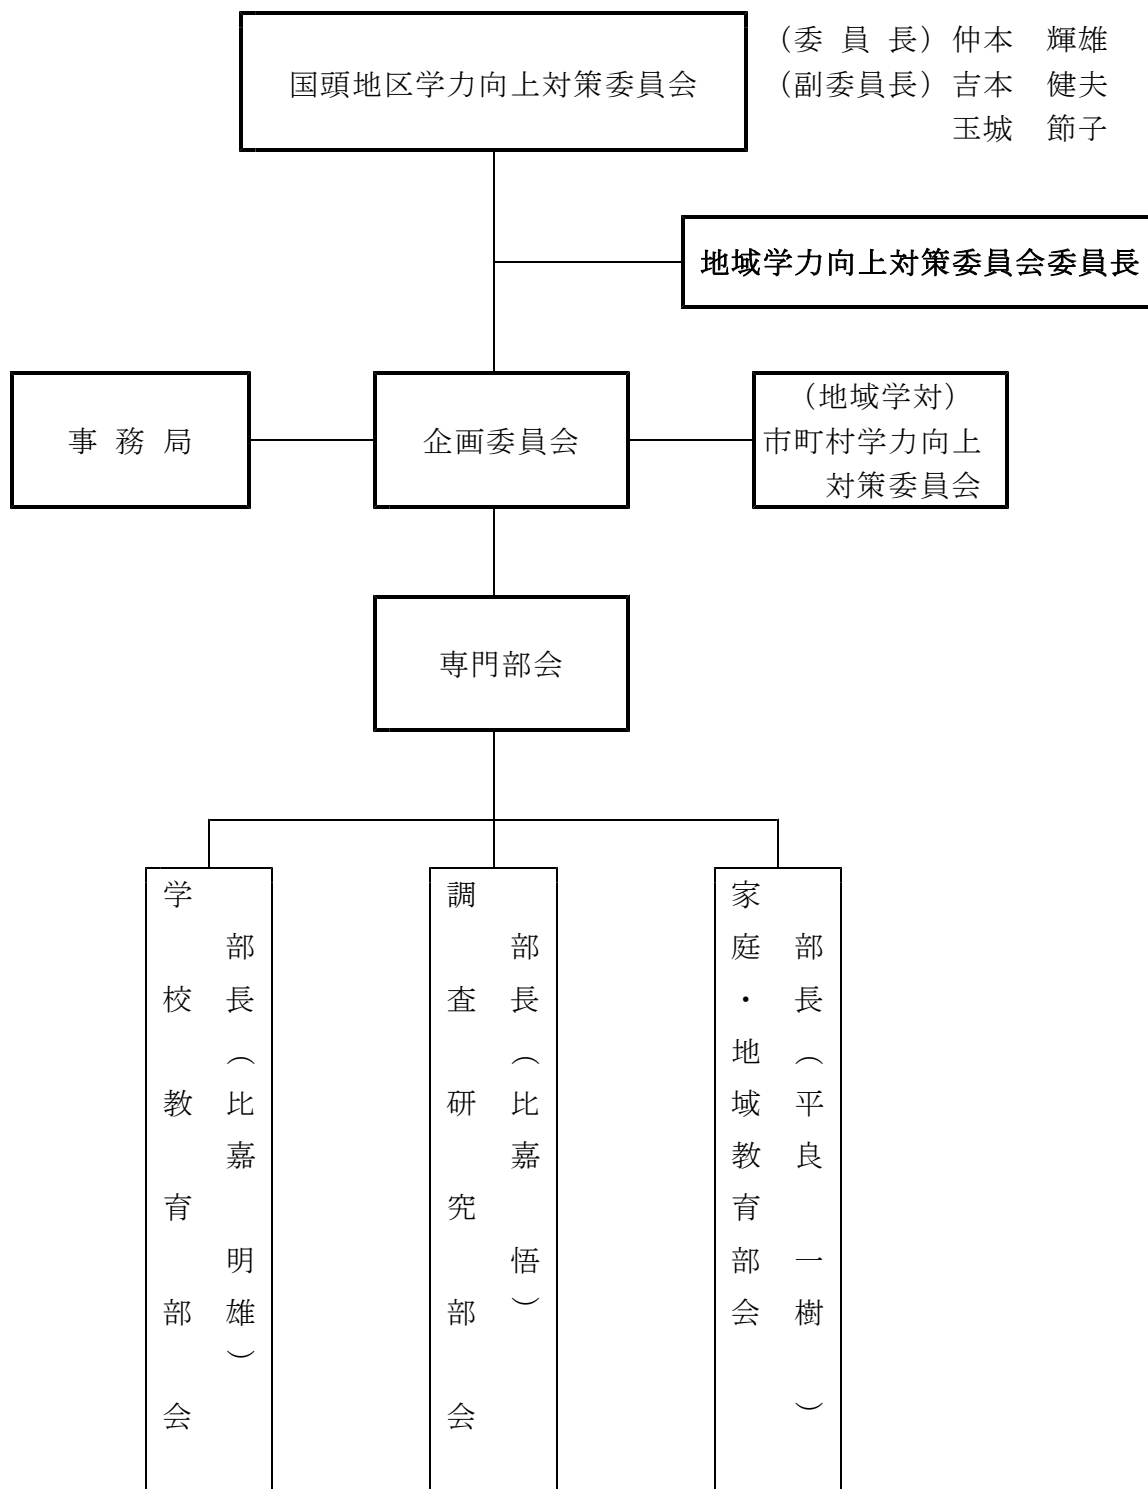 国頭地区学力向上対策委員会
（委 員 長）仲本　輝雄
（副委員長）吉本　健夫
玉城　節子
地域学力向上対策委員会委員長
事 務 局
企画委員会
（地域学対）
市町村学力向上
対策委員会
専門部会
学校教育部会
部長（比嘉　明雄）
調査研究部会
部長（比嘉　悟）
家庭・地域教育部会
部長（平良　一樹　）